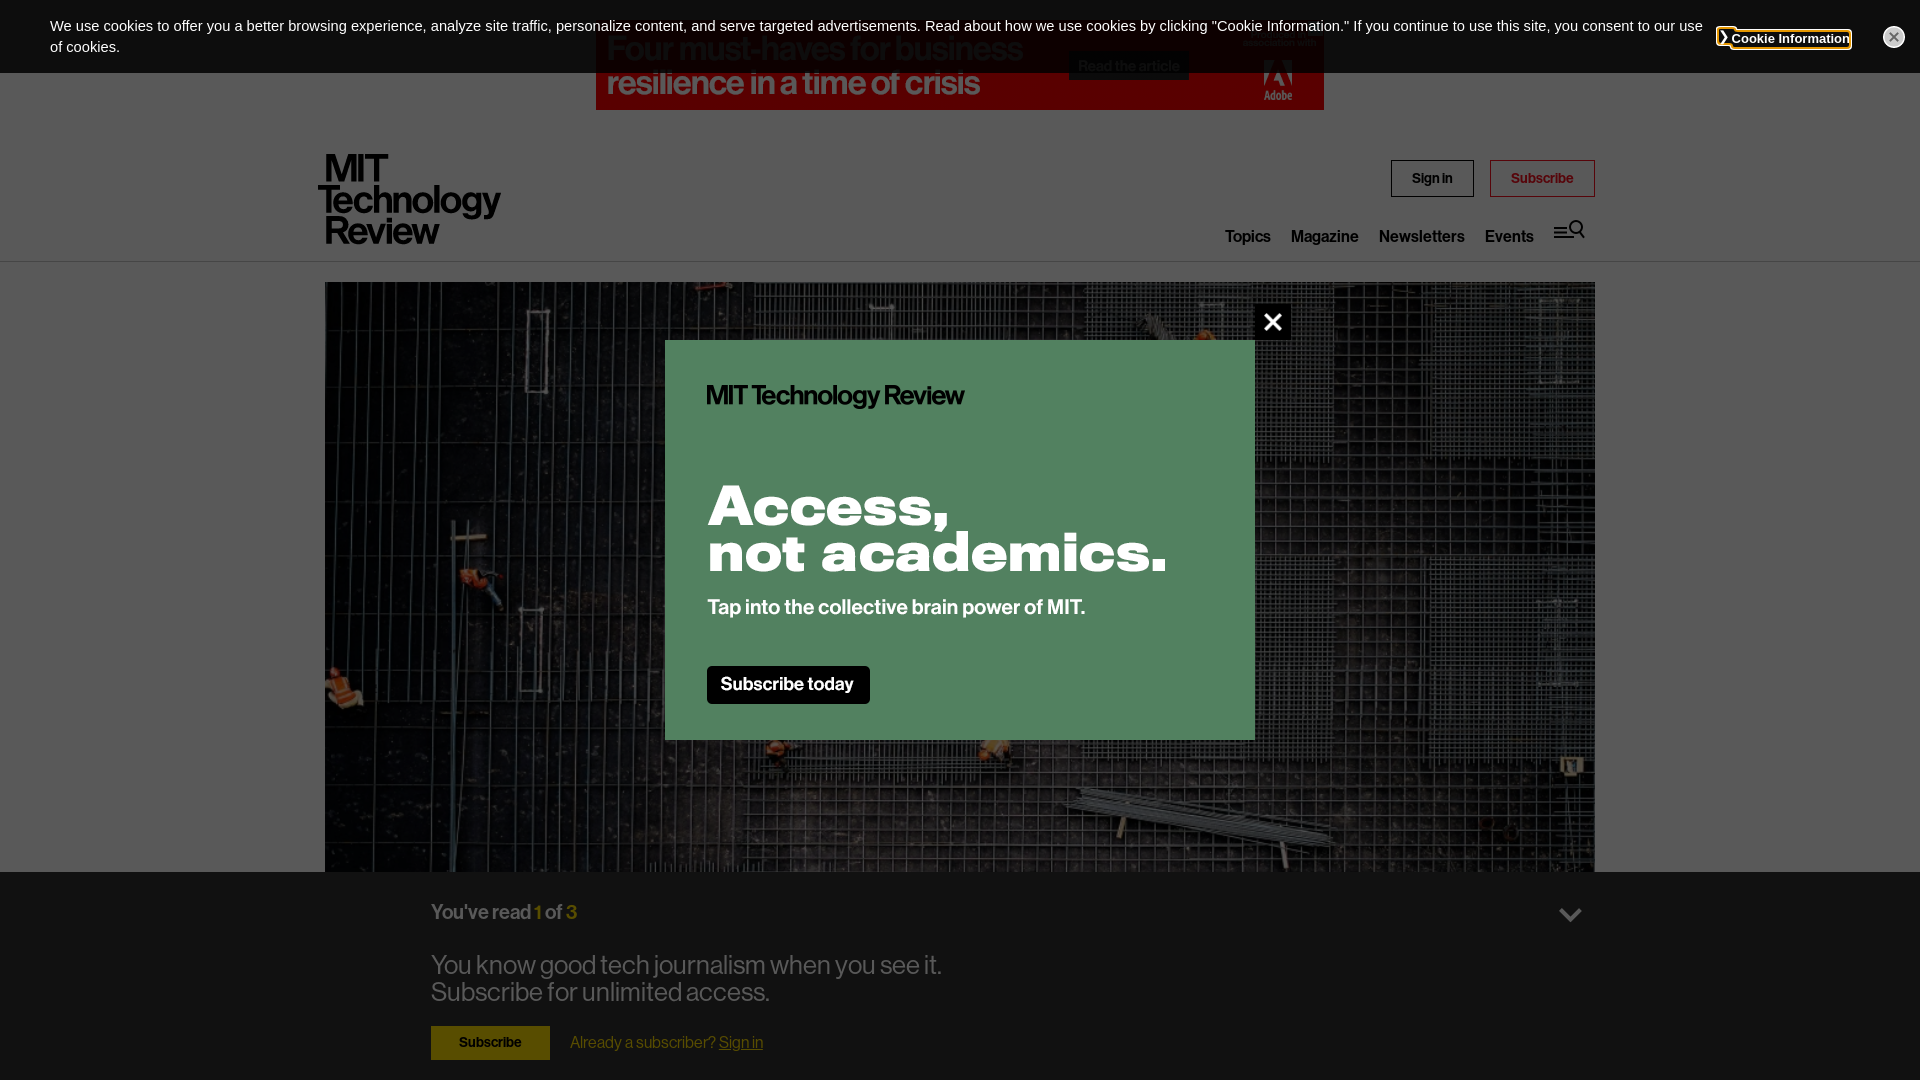 We use cookies to offer you a better browsing experience, analyze site traffic, personalize content, and serve targeted advertisements. Read about how we use cookies by clicking "Cookie Information." If you continue to use this site, you consent to our use
of cookies.
❯Cookie Information
Four must-haves for business
resilience in a time of crisis
Read the article
Adobe
MIT
Technology
Review
Sign in
Subscribe
Topics
Magazine
Newsletters
Events
MIT Technology Review
Access,
not academics.
Tap into the collective brain power of MIT.
Subscribe today
You've read 1 of 3
You know good tech journalism when you see it.
Subscribe for unlimited access.
Subscribe
Already a subscriber? Sign in